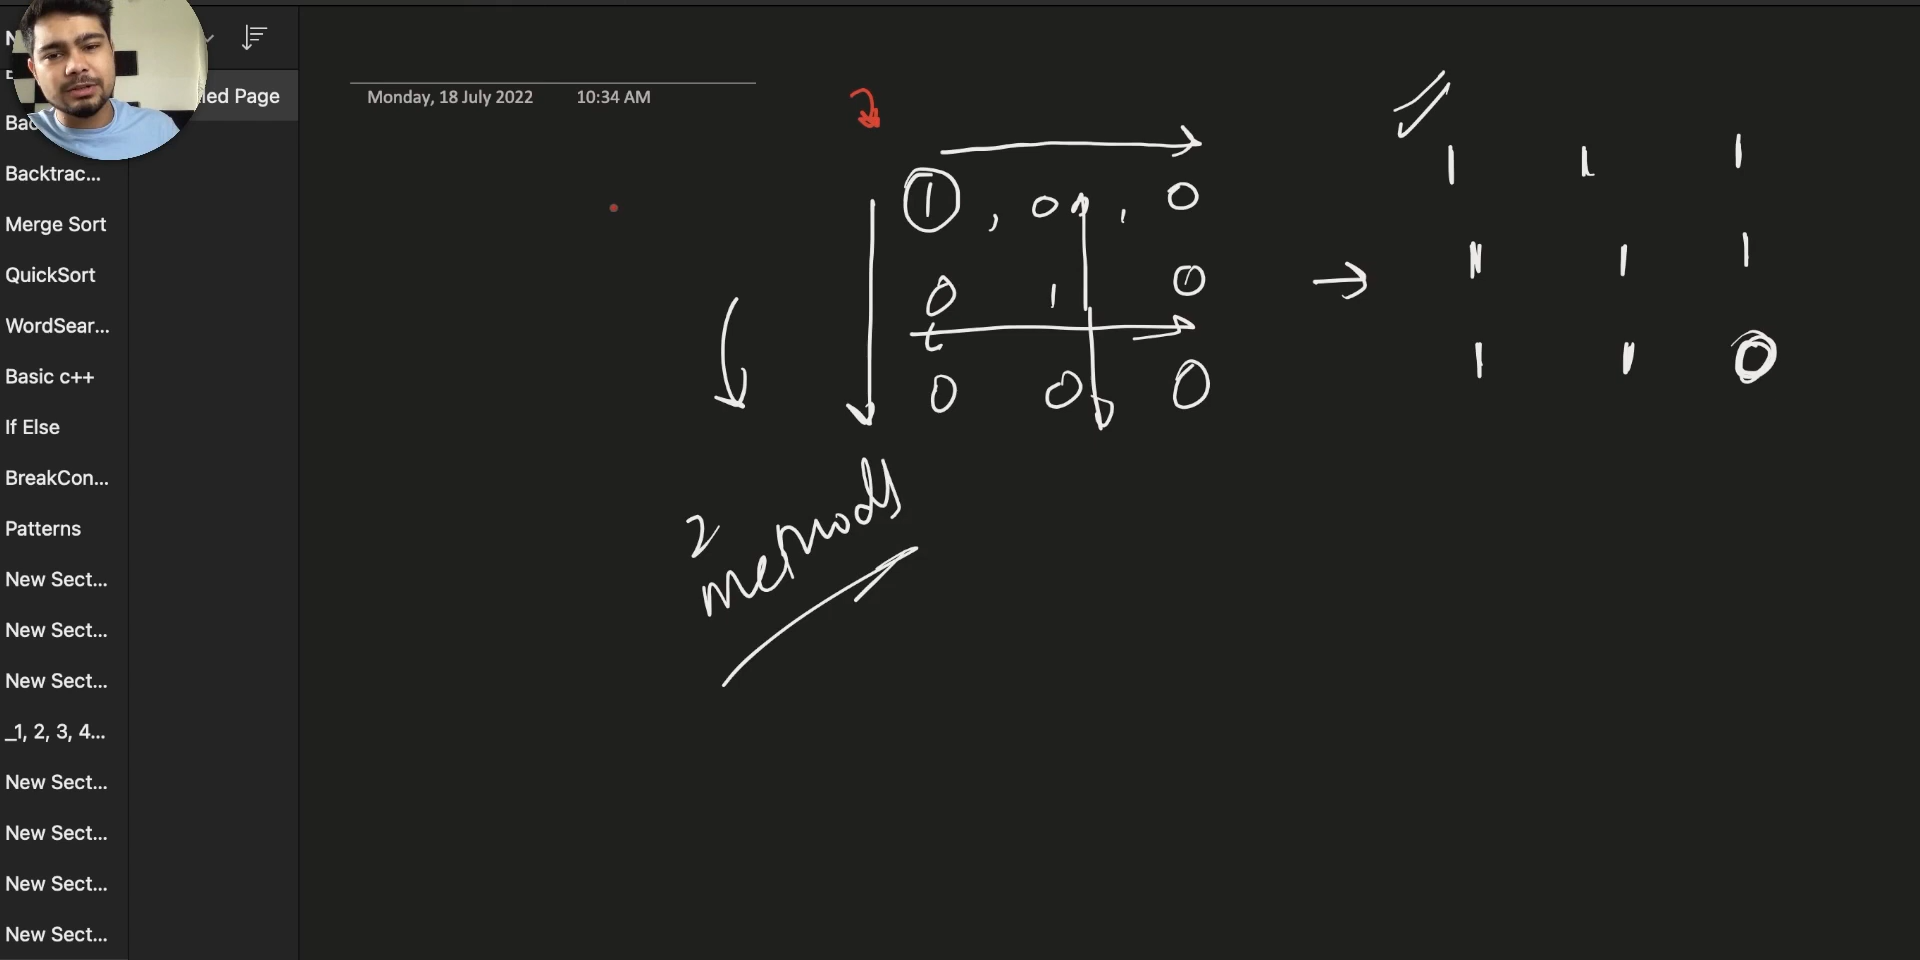 Backtrac...
Merge Sort
QuickSort
WordSear...
Basic c++
If Else
BreakCon...
Patterns
New Sect...
New Sect...
New Sect...
_1, 2, 3, 4...
New Sect...
New Sect...
New Sect...
New Sect...
led Page
Monday, 18 July 2022 10:34 AM
1 , 0 , 0
0 1 0
0 0 0
→
1 1 1
1 1 1
1 1 0
2
methods